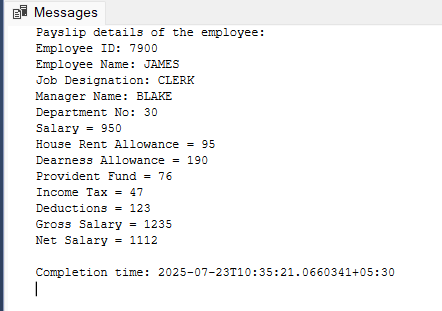 Messages
Payslip details of the employee:
Employee ID: 7900
Employee Name: JAMES
Job Designation: CLERK
Manager Name: BLAKE
Department No: 30
Salary = 950
House Rent Allowance = 95
Dearness Allowance = 190
Provident Fund = 76
Income Tax = 47
Deductions = 123
Gross Salary = 1235
Net Salary = 1112
Completion time: 2025-07-23T10:35:21.0660341+05:30